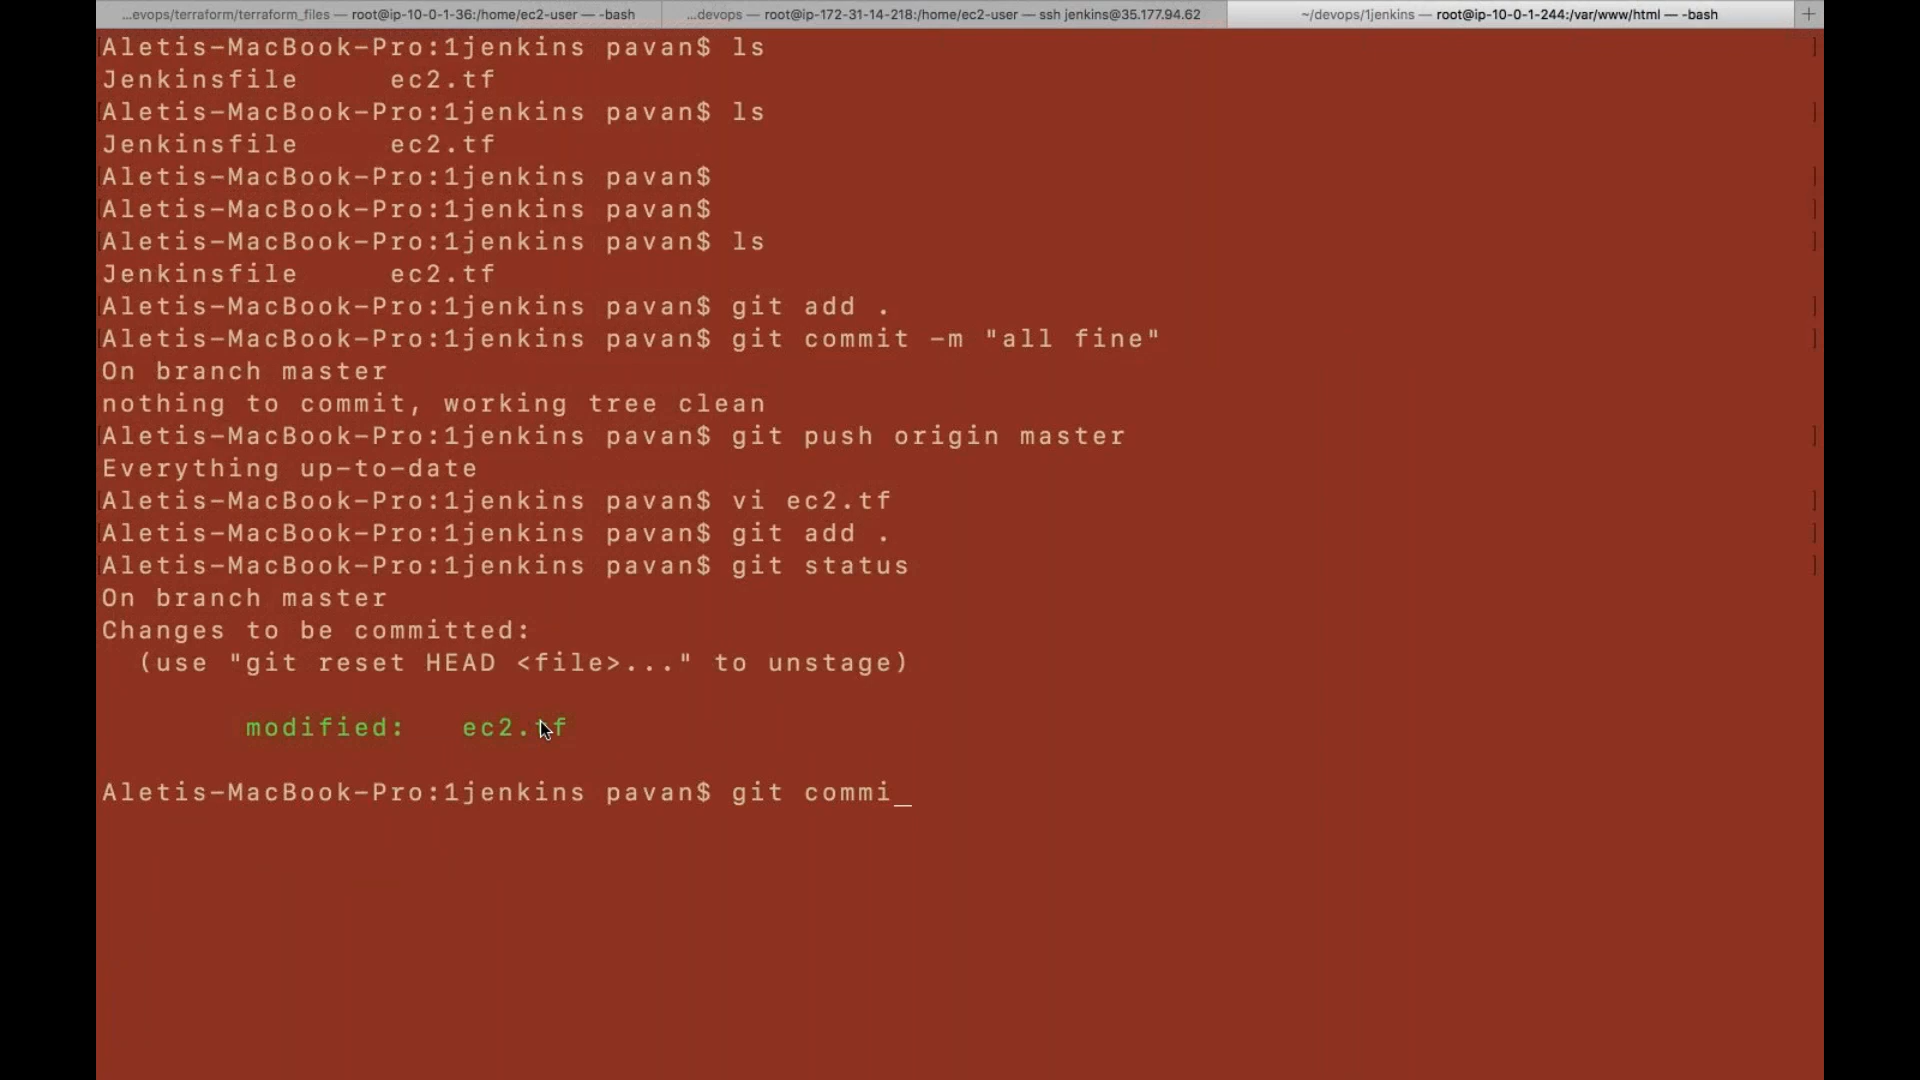 ...evops/terraform/terraform_files — root@ip-10-0-1-36:/home/ec2-user — -bash
...devops — root@ip-172-31-14-218:/home/ec2-user — ssh jenkins@35.177.94.62
~/devops/1jenkins — root@ip-10-0-1-244:/var/www/html — -bash
+
Aletis-MacBook-Pro:1jenkins pavan$ ls
Jenkinsfile     ec2.tf
Aletis-MacBook-Pro:1jenkins pavan$ ls
Jenkinsfile     ec2.tf
Aletis-MacBook-Pro:1jenkins pavan$
Aletis-MacBook-Pro:1jenkins pavan$
Aletis-MacBook-Pro:1jenkins pavan$ ls
Jenkinsfile     ec2.tf
Aletis-MacBook-Pro:1jenkins pavan$ git add .
Aletis-MacBook-Pro:1jenkins pavan$ git commit -m "all fine"
On branch master
nothing to commit, working tree clean
Aletis-MacBook-Pro:1jenkins pavan$ git push origin master
Everything up-to-date
Aletis-MacBook-Pro:1jenkins pavan$ vi ec2.tf
Aletis-MacBook-Pro:1jenkins pavan$ git add .
Aletis-MacBook-Pro:1jenkins pavan$ git status
On branch master
Changes to be committed:
  (use "git reset HEAD <file>..." to unstage)
        modified:   ec2.tf
Aletis-MacBook-Pro:1jenkins pavan$ git commi_